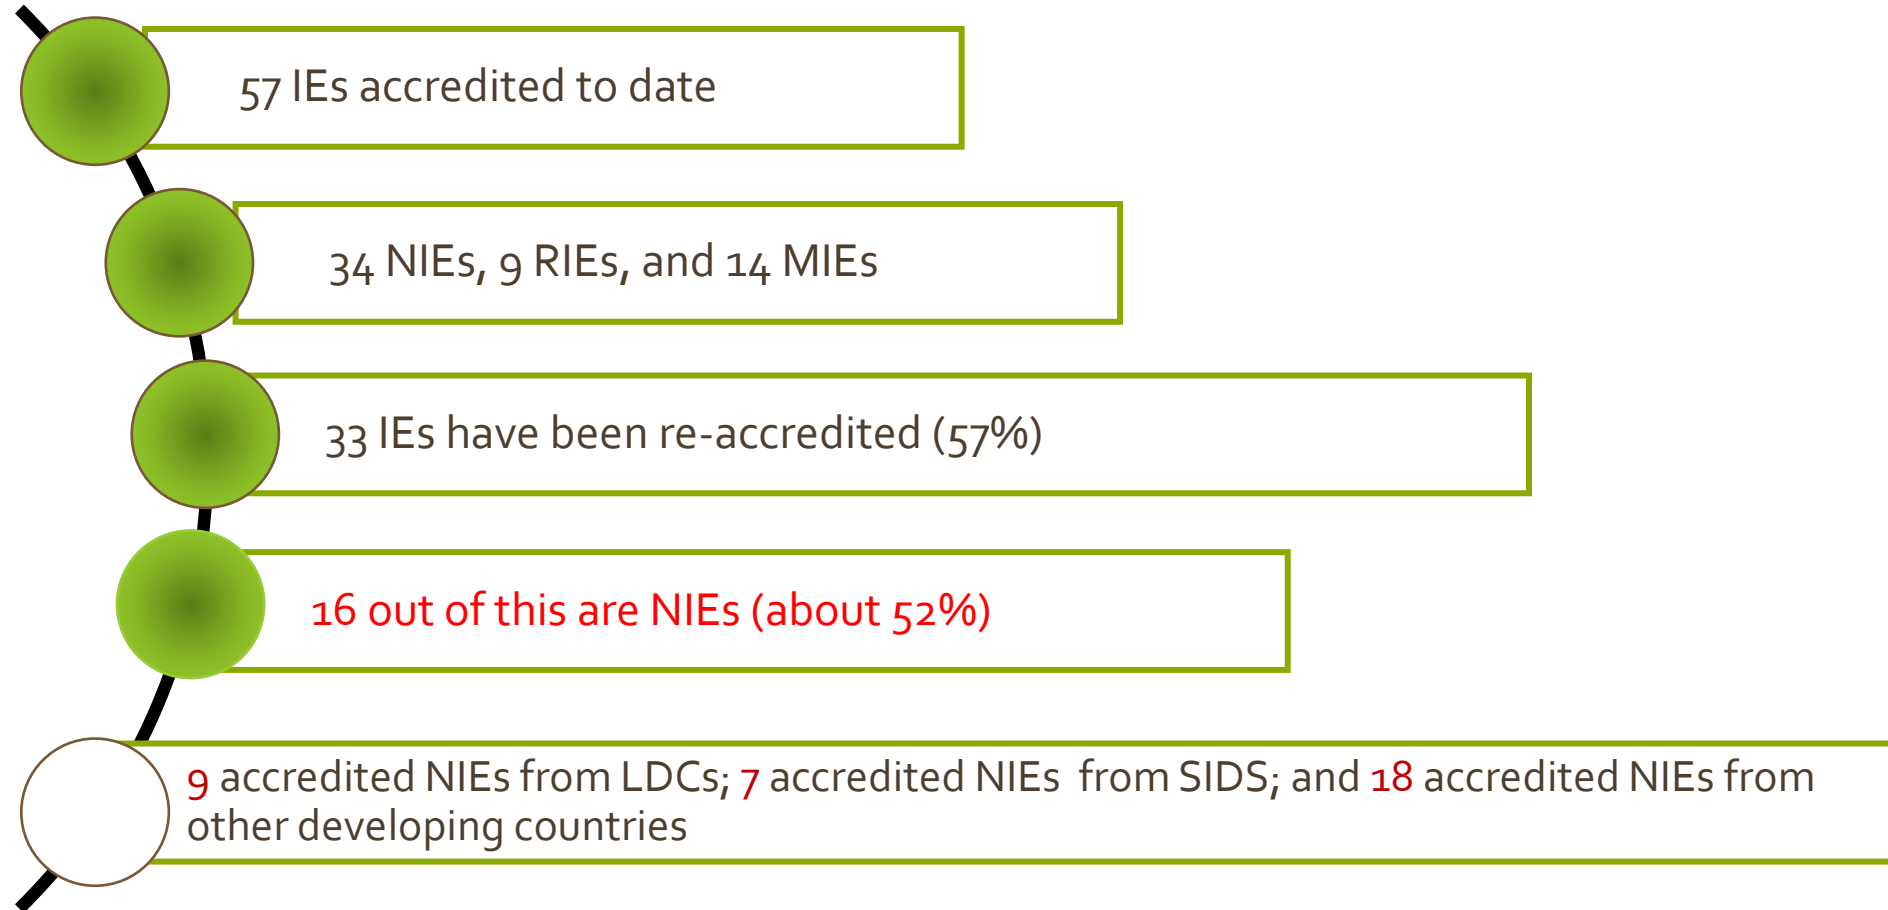 57 IEs accredited to date
34 NIEs, 9 RIEs, and 14 MIEs
33 IEs have been re-accredited (57%)
16 out of this are NIEs (about 52%)
9 accredited NIEs from LDCs; 7 accredited NIEs  from SIDS; and 18 accredited NIEs from
other developing countries